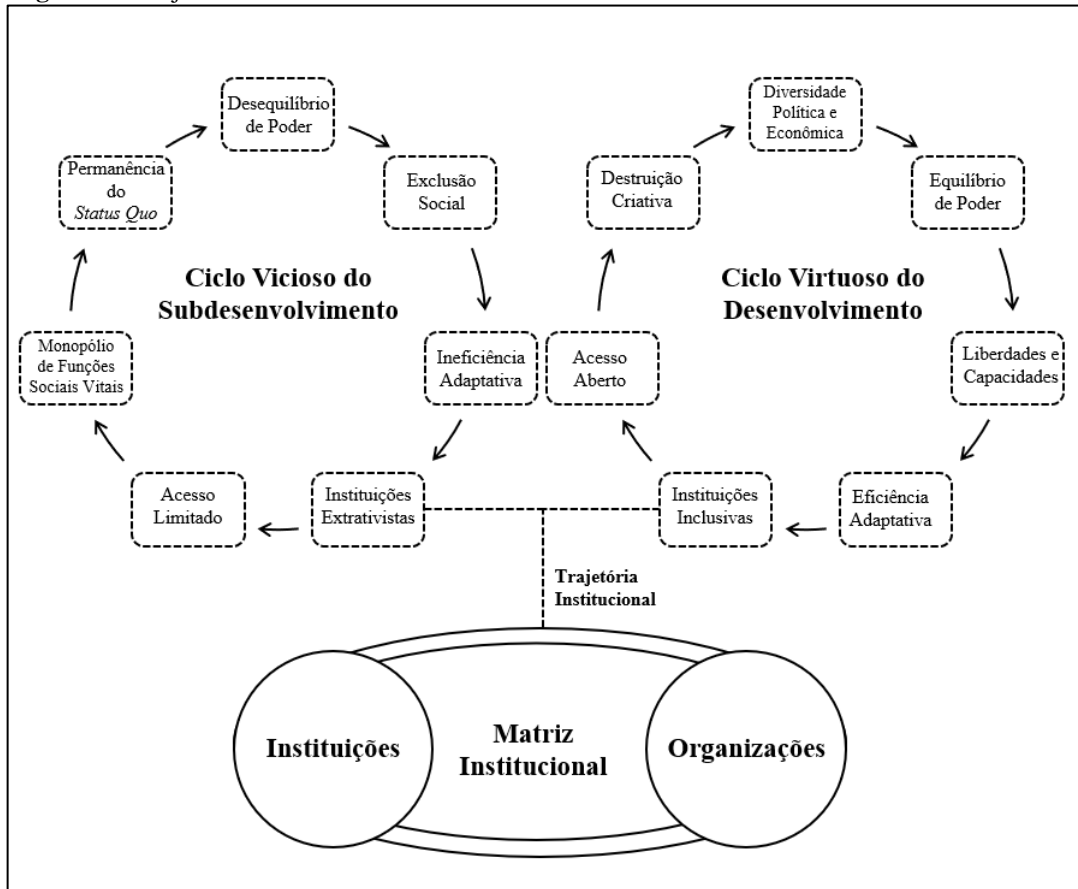 Desequilíbrio
de Poder
Permanência
do
Status Quo
Exclusão
Social
Ciclo Vicioso do
Subdesenvolvimento
Monopólio
de Funções
Sociais Vitais
Ineficiência
Adaptativa
Acesso
Limitado
Instituições
Extrativistas
Diversidade
Política e
Econômica
Destruição
Criativa
Equilíbrio
de Poder
Ciclo Virtuoso do
Desenvolvimento
Acesso
Aberto
Liberdades e
Capacidades
Instituições
Inclusivas
Eficiência
Adaptativa
Trajetória
Institucional
Instituições
Matriz
Institucional
Organizações